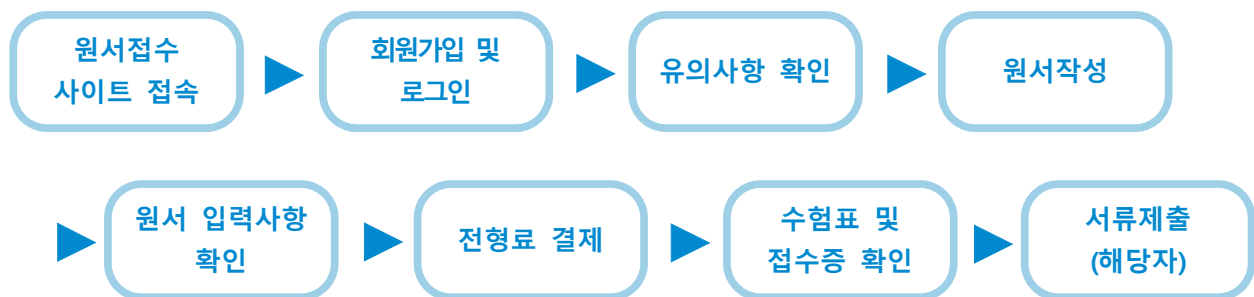 원서접수
사이트 접속
회원가입 및
로그인
유의사항 확인
원서작성
원서 입력사항
확인
전형료 결제
수험표 및
접수증 확인
서류제출
(해당자)